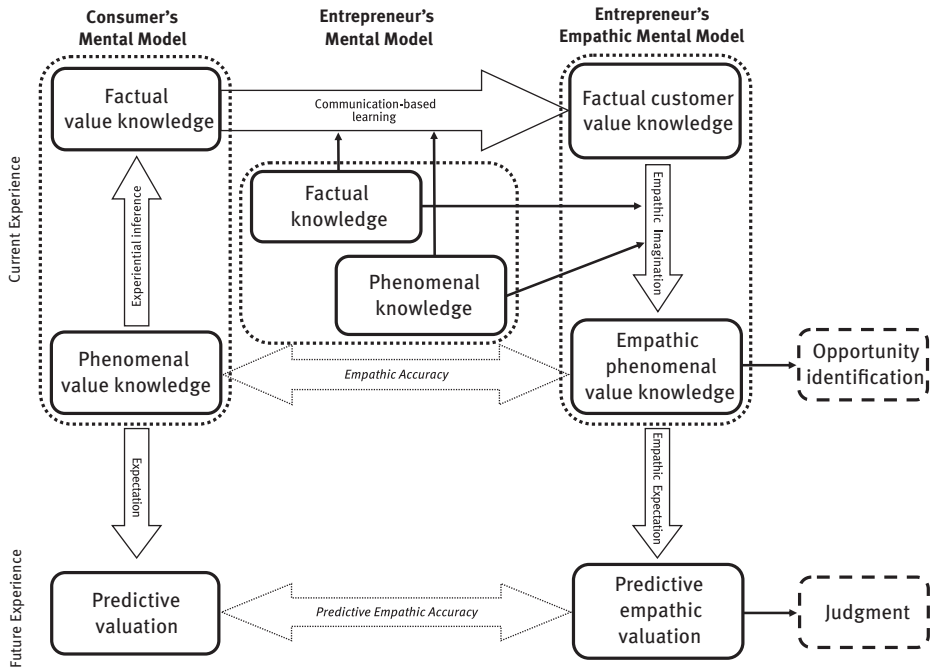 Consumer's
Mental Model
Entrepreneur's
Mental Model
Entrepreneur's
Empathic Mental Model
Current Experience
Factual
value knowledge
Communication-based
learning
Factual customer
value knowledge
Experiential inference
Factual
knowledge
Phenomenal
knowledge
Empathic Imagination
Phenomenal
value knowledge
Empathic Accuracy
Empathic
phenomenal
value knowledge
Opportunity
identification
Expectation
Empathic Expectation
Future Experience
Predictive
valuation
Predictive Empathic Accuracy
Predictive
empathic
valuation
Judgment